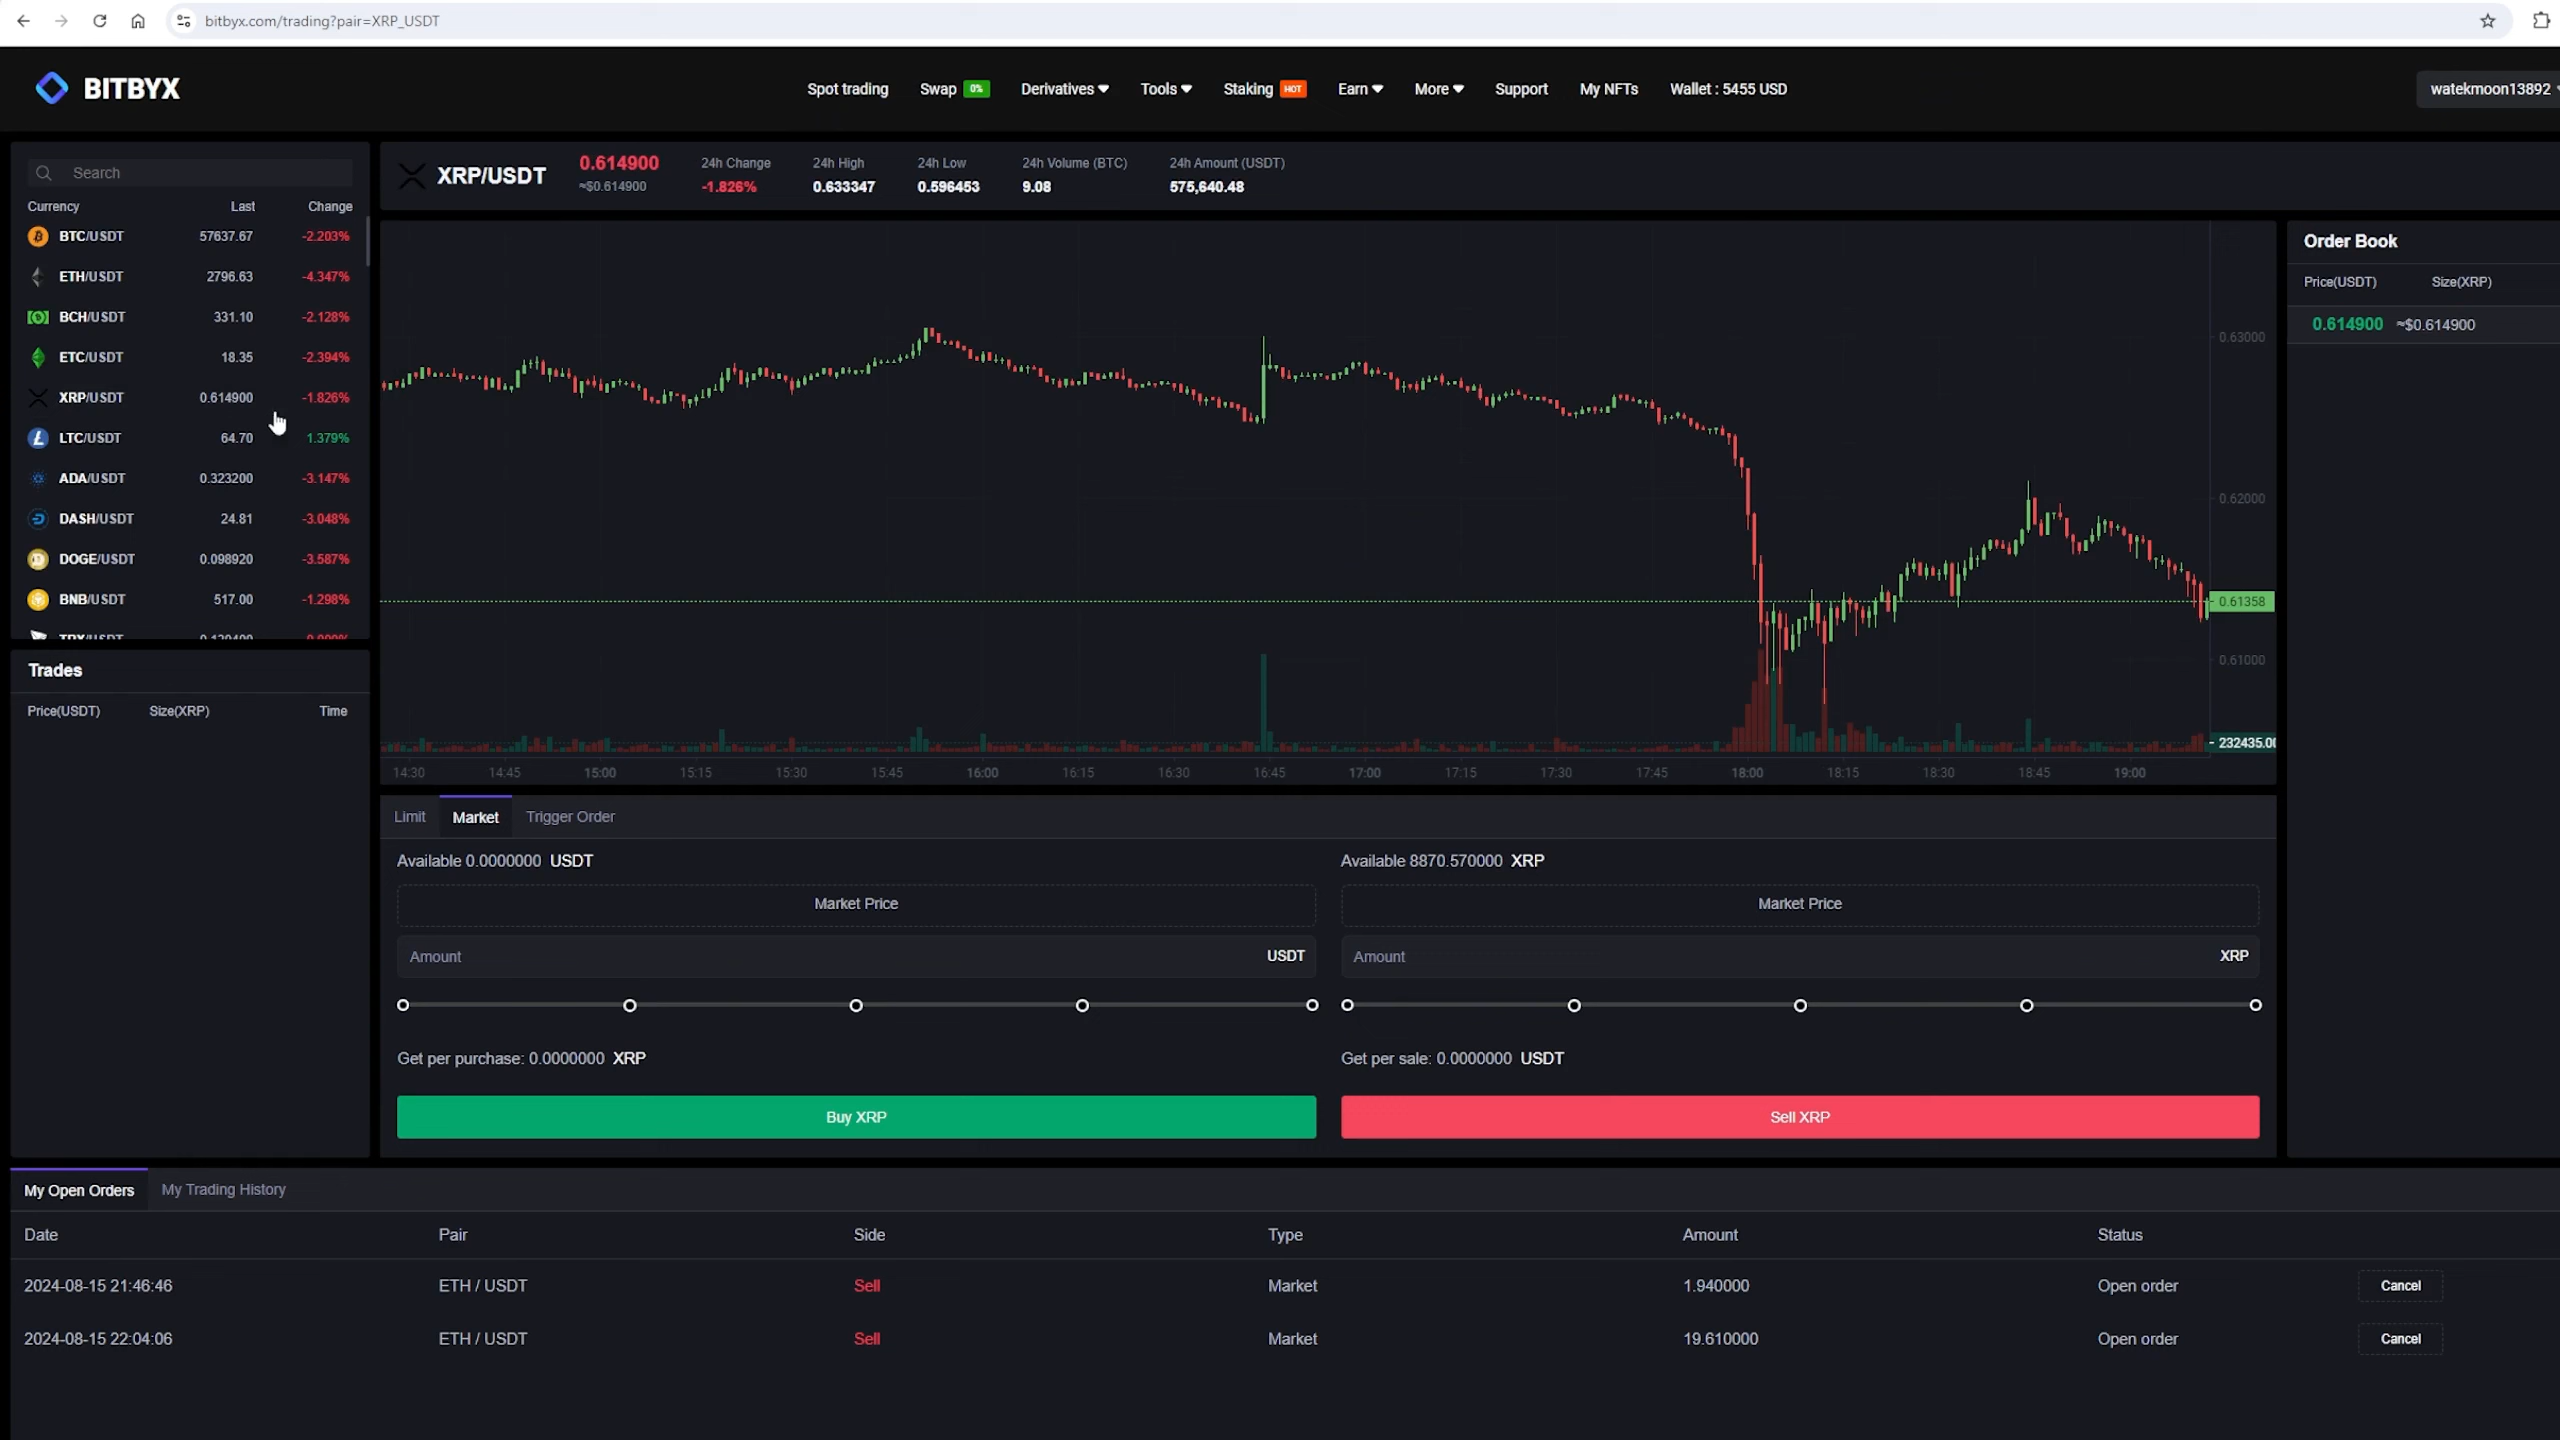 bitbyx.com/trading?pair=XRP_USDT
BITBYX
Spot trading Swap 0% Derivatives Tools Staking HOT Earn More Support My NFTs Wallet : 5455 USD
watekmoon13892
Search
Currency Last Change
BTC/USDT 57637.67 -2.203%
ETH/USDT 2796.63 -4.347%
BCH/USDT 331.10 -2.128%
ETC/USDT 18.35 -2.394%
XRP/USDT 0.614900 -1.826%
LTC/USDT 64.70 1.379%
ADA/USDT 0.323200 -3.147%
DASH/USDT 24.81 -3.048%
DOGE/USDT 0.098920 -3.587%
BNB/USDT 517.00 -1.298%
Trades
Price(USDT) Size(XRP) Time
XRP/USDT
0.614900
≈$0.614900
24h Change
-1.826%
24h High
0.633347
24h Low
0.596453
24h Volume (BTC)
9.08
24h Amount (USDT)
575,640.48
0.63000
0.62000
0.61358
0.61000
232435.00
14:30 14:45 15:00 15:15 15:30 15:45 16:00 16:15 16:30 16:45 17:00 17:15 17:30 17:45 18:00 18:15 18:30 18:45 19:00
Order Book
Price(USDT) Size(XRP)
0.614900 ≈$0.614900
Limit Market Trigger Order
Available 0.0000000 USDT
Market Price
Amount USDT
Get per purchase: 0.0000000 XRP
Buy XRP
Available 8870.570000 XRP
Market Price
Amount XRP
Get per sale: 0.0000000 USDT
Sell XRP
My Open Orders My Trading History
Date Pair Side Type Amount Status
2024-08-15 21:46:46 ETH / USDT Sell Market 1.940000 Open order Cancel
2024-08-15 22:04:06 ETH / USDT Sell Market 19.610000 Open order Cancel